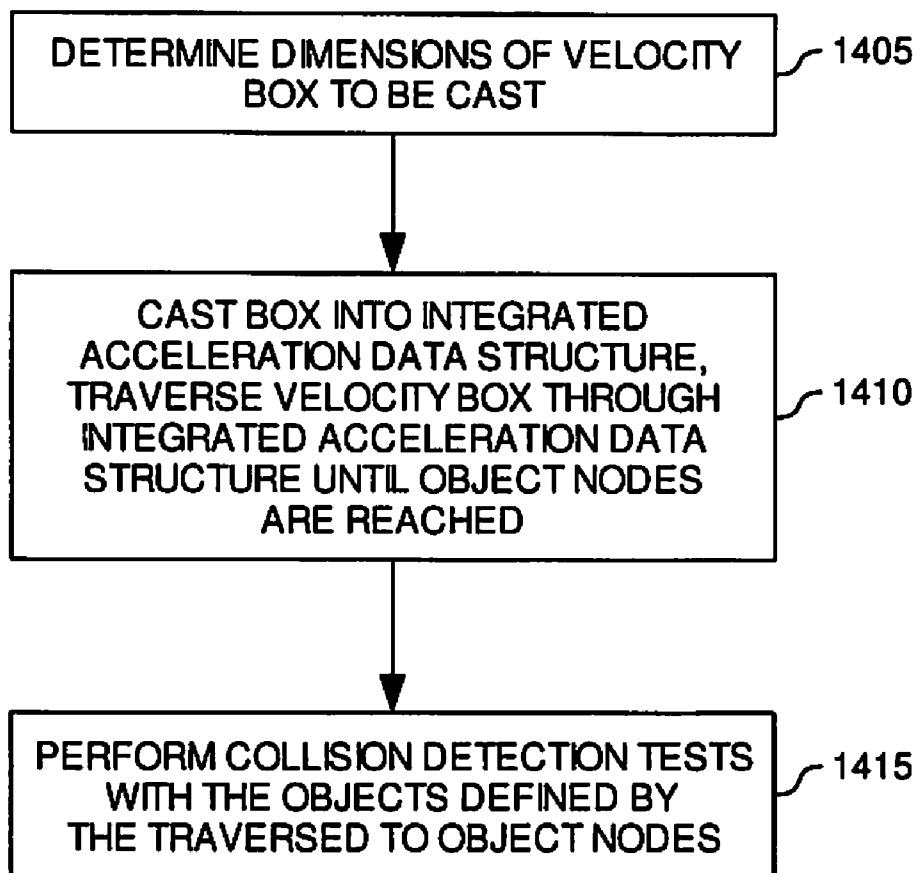 DETERMINE DIMENSIONS OF VELOCITY
BOX TO BE CAST
1405
CAST BOX INTO INTEGRATED
ACCELERATION DATA STRUCTURE,
TRAVERSE VELOCITY BOX THROUGH
INTEGRATED ACCELERATION DATA
STRUCTURE UNTIL OBJECT NODES
ARE REACHED
1410
PERFORM COLLISION DETECTION TESTS
WITH THE OBJECTS DEFINED BY
THE TRAVERSED TO OBJECT NODES
1415